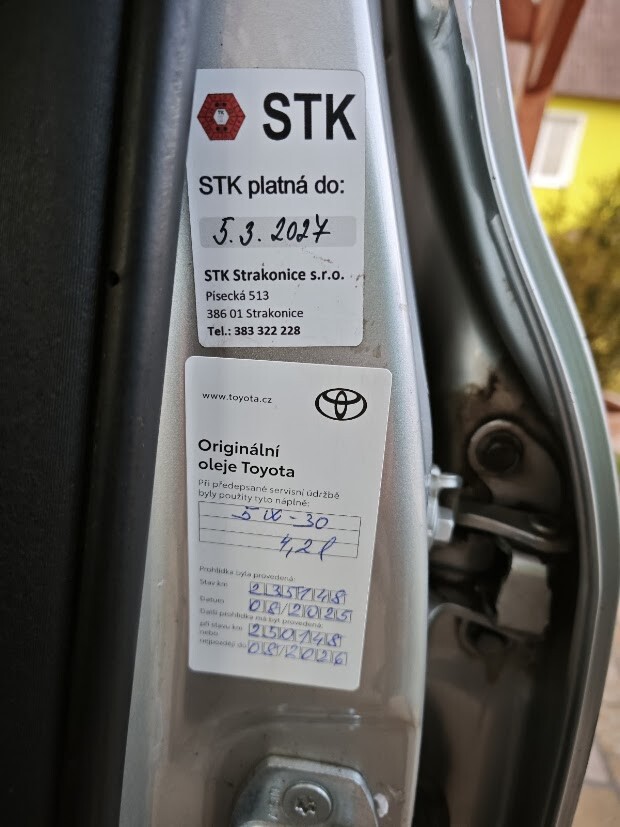 STK
STK platná do:
5.3.2027
STK Strakonice s.r.o.
Písecká 513
386 01 Strakonice
Tel.: 383 322 228
www.toyota.cz
Originální
oleje Toyota
Při předepsané servisní údržbě
byly použity tyto náplně:
5W-30
4,2l
Prohlídka byla provedena:
Stav km 235148
Datum 08/2025
Další prohlídka má být provedena
při stavu km 250148
nebo
nejpozději do 08/2026